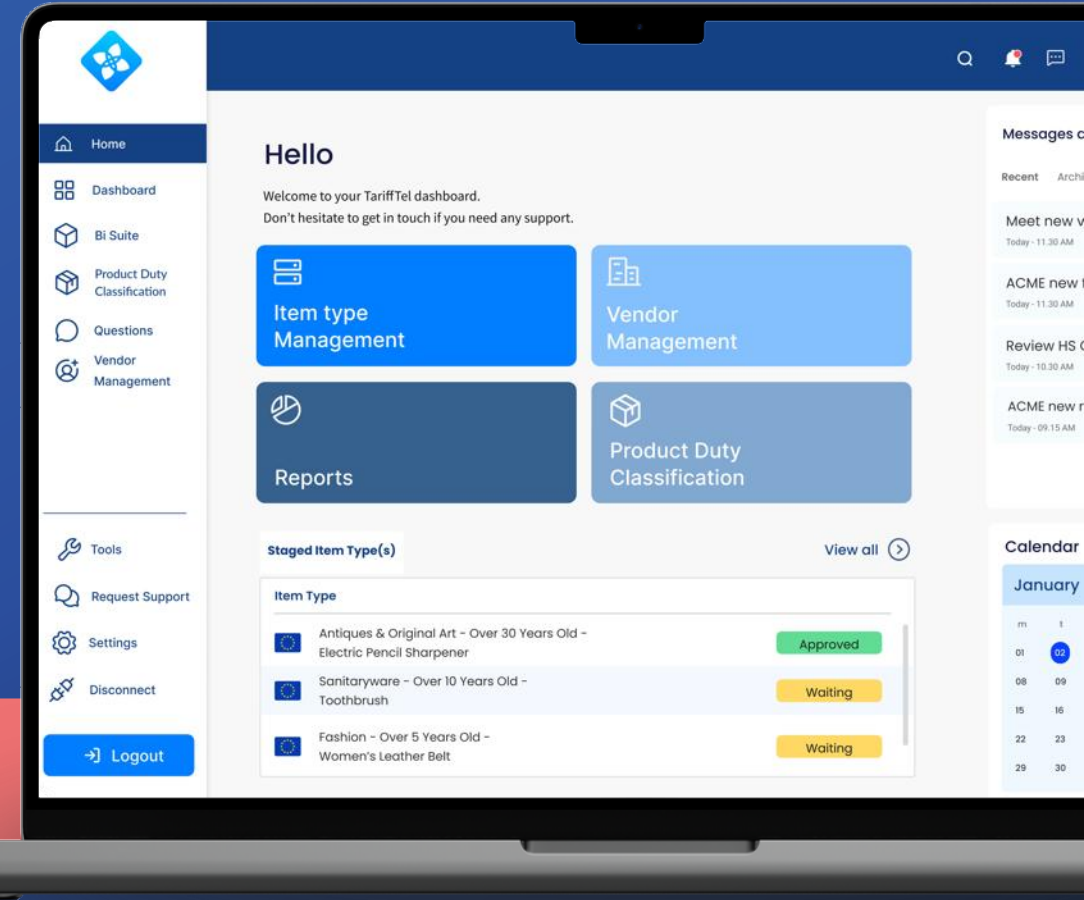 Home
Dashboard
Bi Suite
Product Duty
Classification
Questions
Vendor
Management
Tools
Request Support
Settings
Disconnect
Logout
Hello
Welcome to your TariffTel dashboard.
Don't hesitate to get in touch if you need any support.
Item type
Management
Vendor
Management
Reports
Product Duty
Classification
Staged Item Type(s)
View all
Item Type
Antiques & Original Art - Over 30 Years Old -
Electric Pencil Sharpener
Approved
Sanitaryware - Over 10 Years Old -
Toothbrush
Waiting
Fashion - Over 5 Years Old -
Women's Leather Belt
Waiting
Messages
Recent
Meet new
Today - 11.30 AM
ACME new
Today - 11.30 AM
Review HS
Today - 10.30 AM
ACME new
Today - 09.15 AM
Calendar
January
m t
01 02
08 09
15 16
22 23
29 30